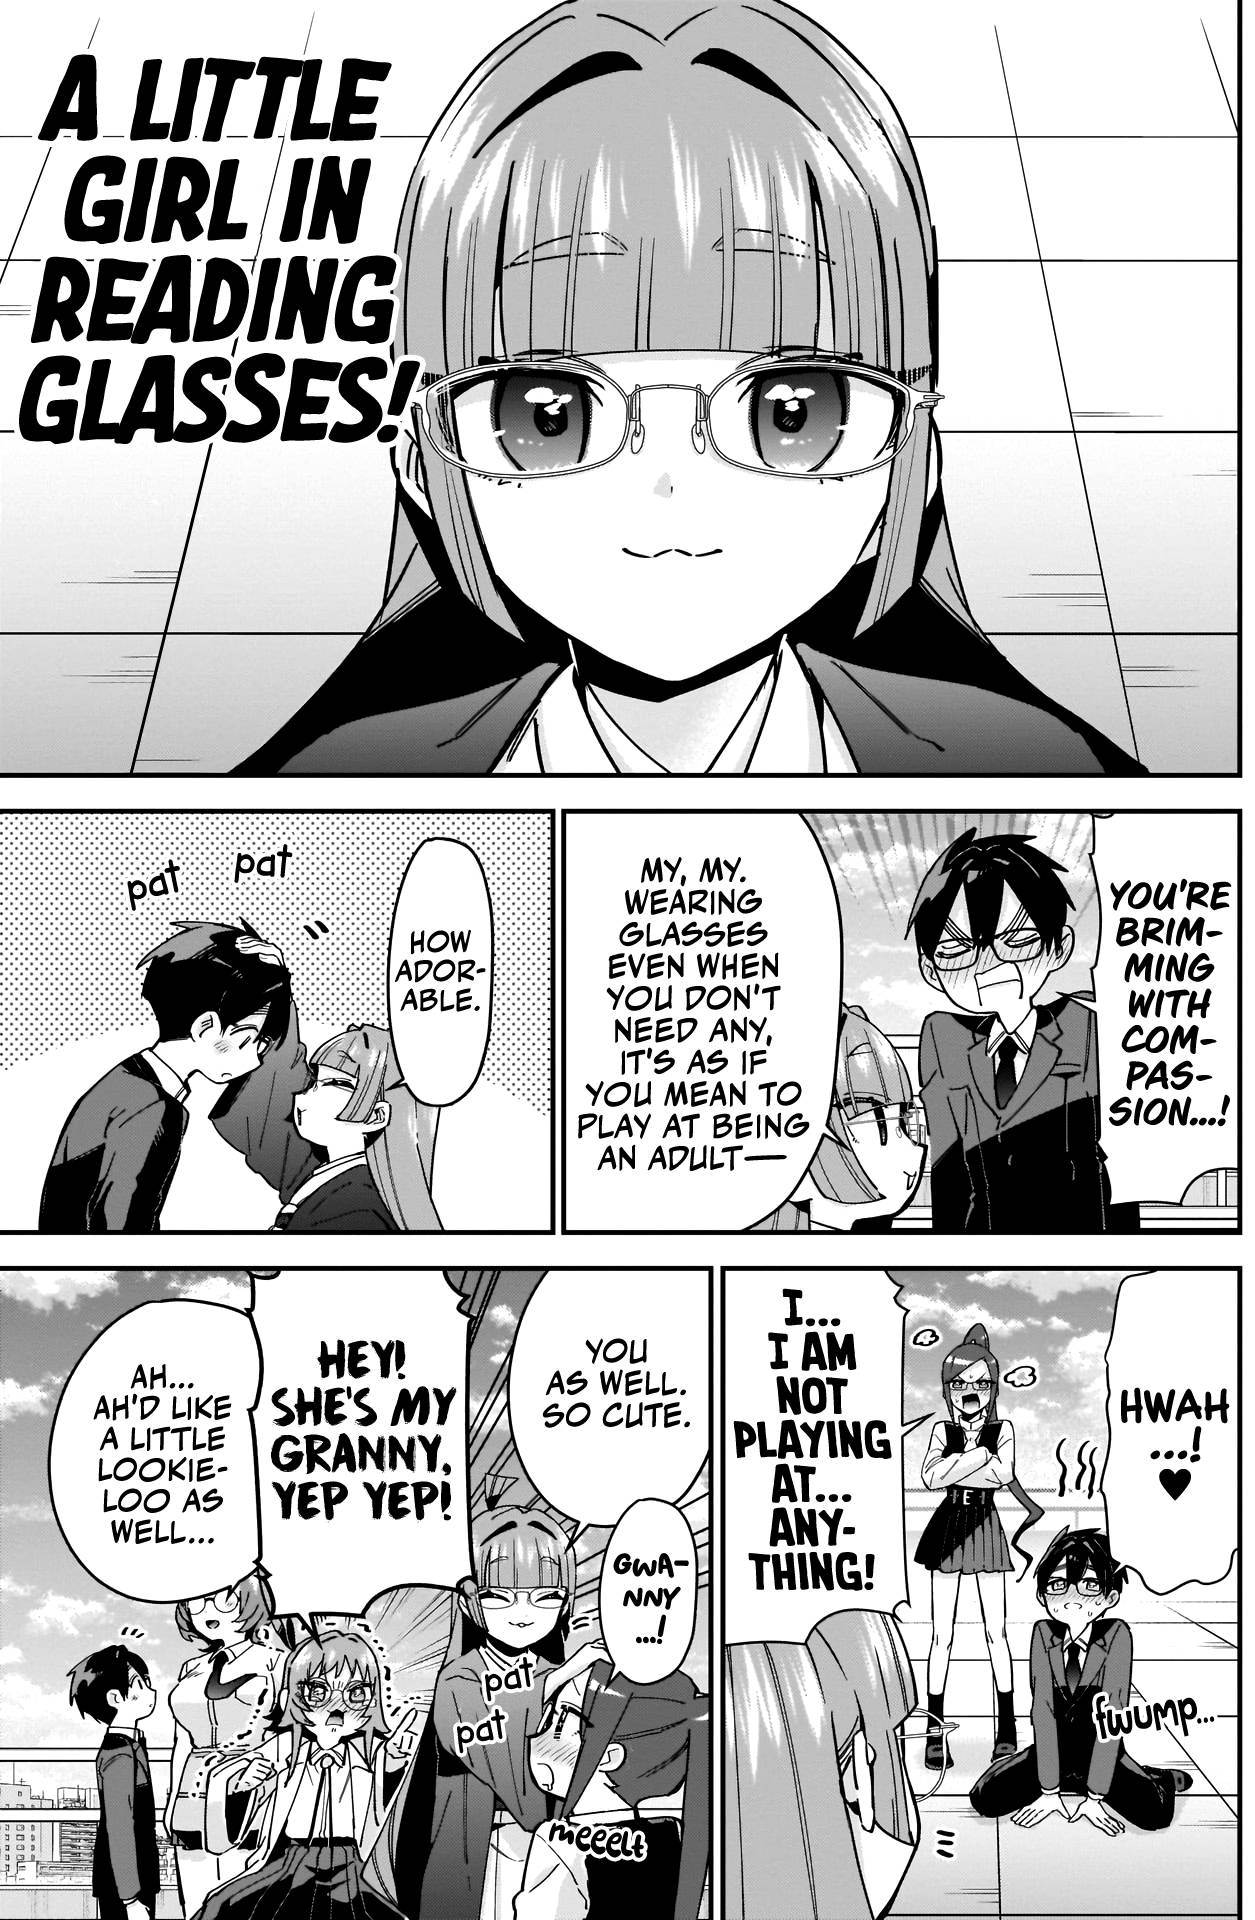 A LITTLE
GIRL IN
READING
GLASSES!
YOU'RE
BRIM-
MING
WITH
COM-
PAS-
SION...!
MY, MY.
WEARING
GLASSES
EVEN WHEN
YOU DON'T
NEED ANY,
IT'S AS IF
YOU MEAN TO
PLAY AT BEING
AN ADULT—
HOW
ADOR-
ABLE.
pat
pat
HWAH
...!
♥
fwump...
I...
I AM
NOT
PLAYING
AT...
ANY-
THING!
YOU
AS WELL.
SO CUTE.
GWA-
NNY
...!
pat
pat
meeelt
HEY!
SHE'S MY
GRANNY,
YEP YEP!
AH...
AH'D LIKE
A LITTLE
LOOKIE-
LOO AS
WELL...